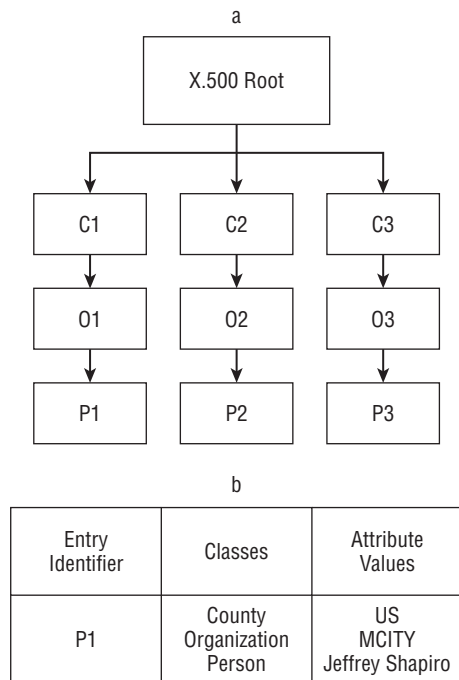 a
X.500 Root
C1 C2 C3
O1 O2 O3
P1 P2 P3
b
Entry
Identifier
Classes
Attribute
Values
P1
County
Organization
Person
US
MCITY
Jeffrey Shapiro